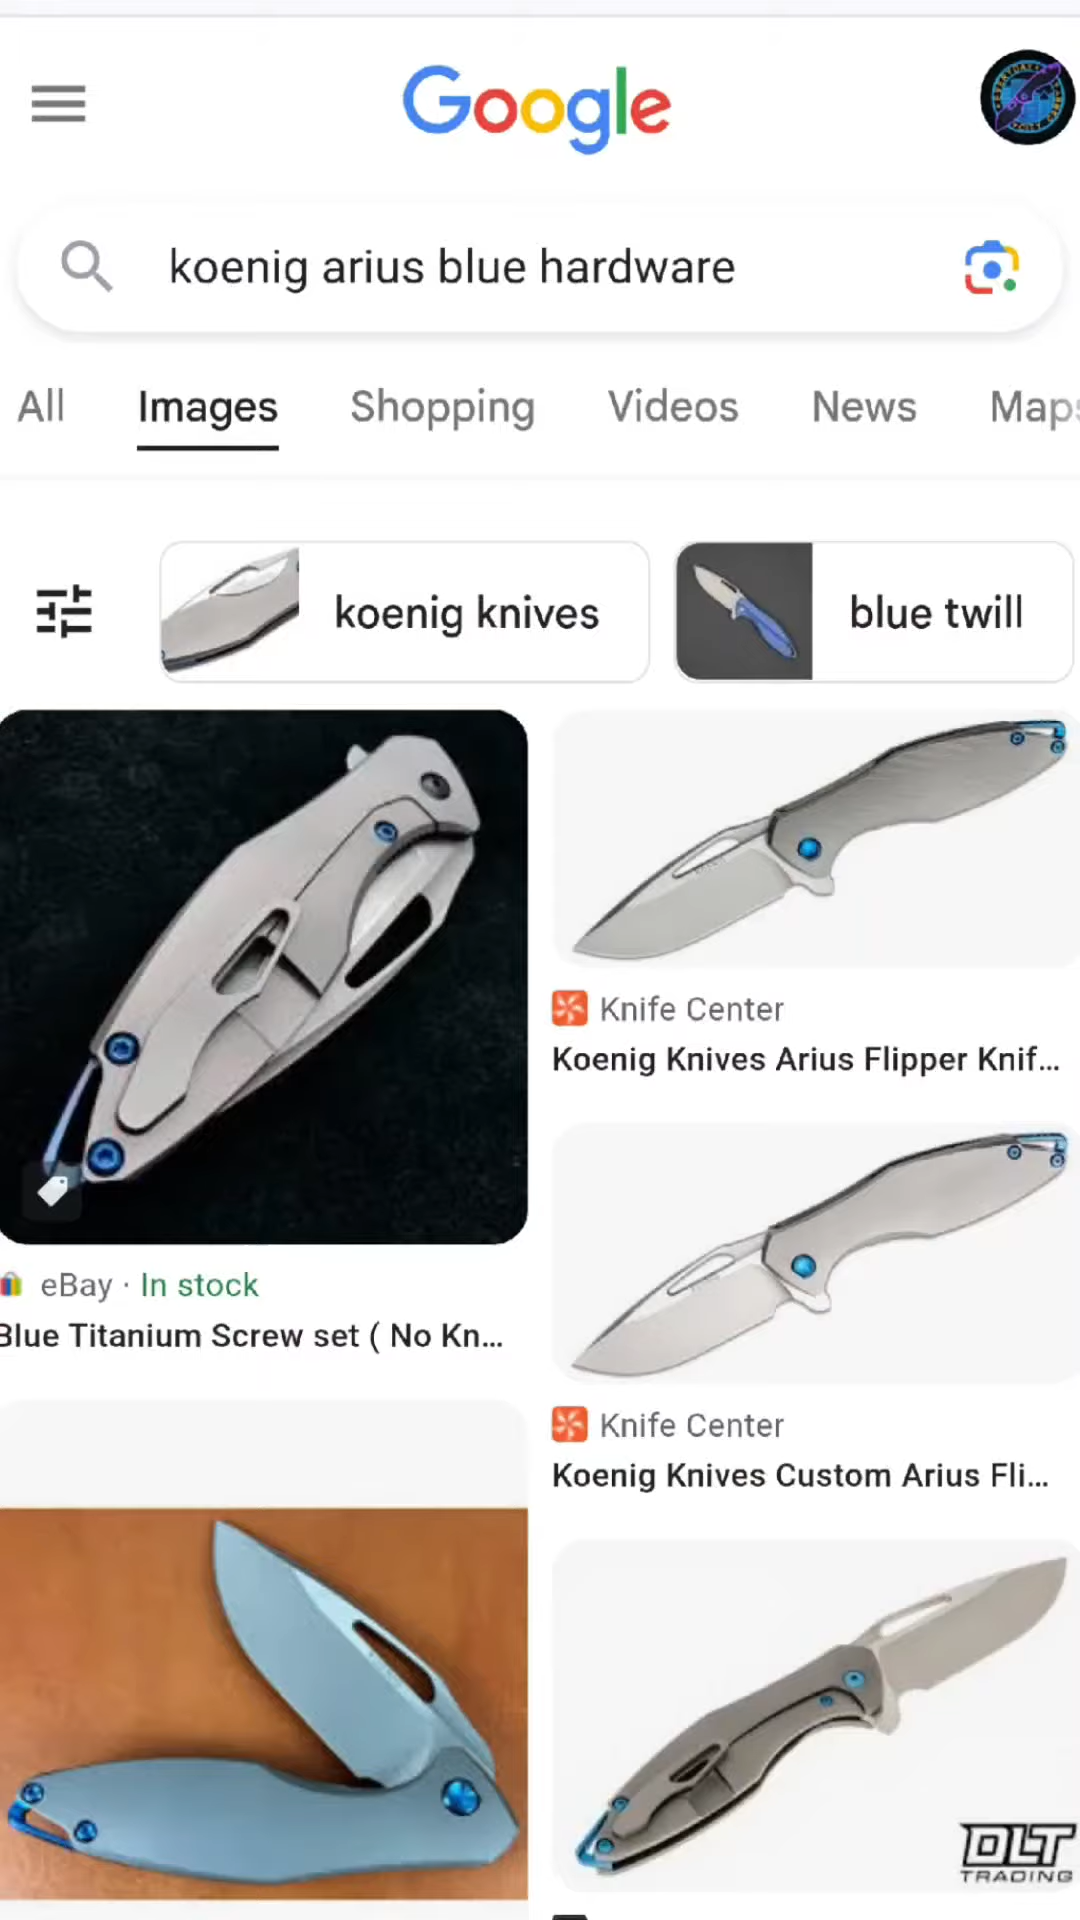 Google
koenig arius blue hardware
All Images Shopping Videos News Maps
koenig knives
blue twill
eBay · In stock
Blue Titanium Screw set ( No Kn...
Knife Center
Koenig Knives Arius Flipper Knif...
Knife Center
Koenig Knives Custom Arius Fli...
DLT
TRADING